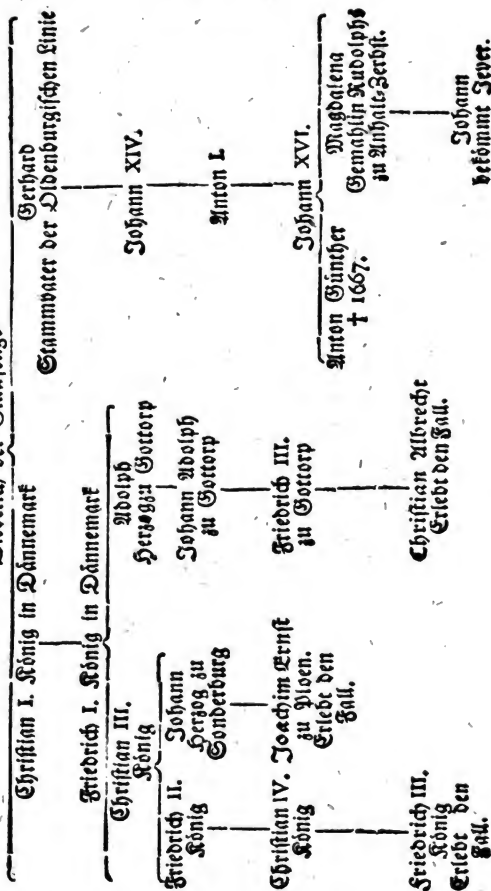 Christian I. König in Dännemark
Gerhard
Stammvater der Oldenburgischen Linie
Friedrich I. König in Dännemark
Johann XIV.
Christian III.
König
Adolph
Herzog zu Gottorp
Anton I.
Friedrich II.
König
Johann
Herzog zu
Sonderburg
Johann Adolph
zu Gottorp
Johann XVI.
Christian IV.
König
Joachim Ernst
zu Ploen.
Erlebt den
Fall.
Friedrich III.
zu Gottorp
Anton Günther
† 1667.
Magdalena
Gemahlin Rudolphs
zu Anhalt-Zerbst.
Friedrich III.
König
Erlebt den
Fall.
Christian Albrecht
Erlebt den Fall.
Johann
bekommt Jever.